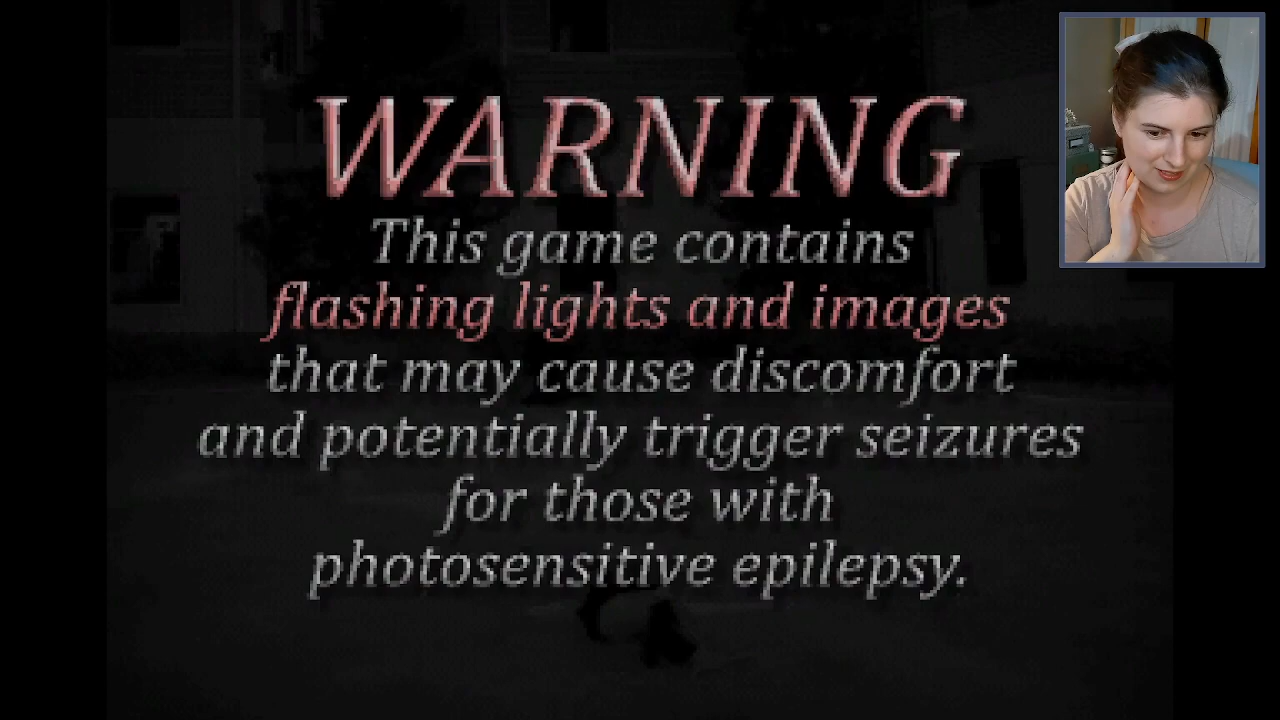 WARNING
This game contains
flashing lights and images
that may cause discomfort
and potentially trigger seizures
for those with
photosensitive epilepsy.